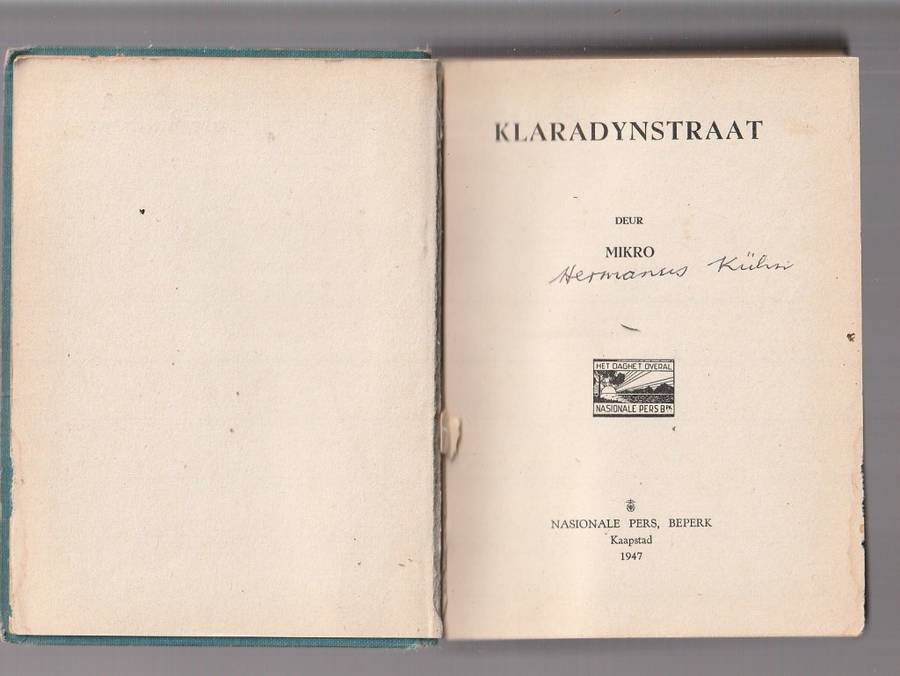 KLARADYNSTRAAT
DEUR
MIKRO
Hermanus Kühn
HET DAGHET OVERAL
NASIONALE PERS BPK
NASIONALE PERS, BEPERK
Kaapstad
1947